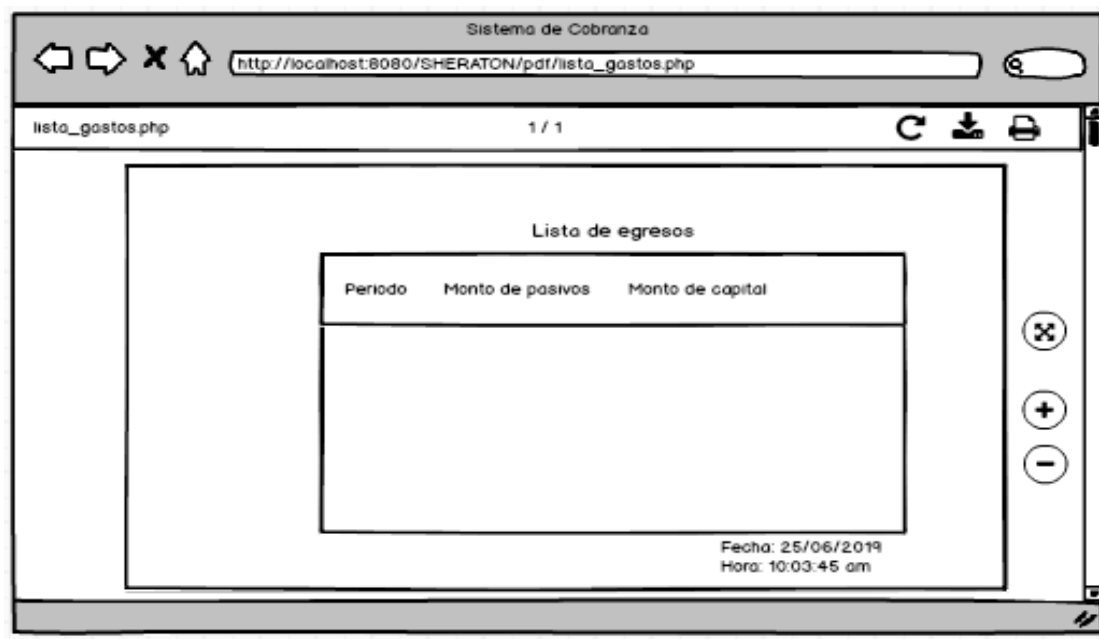 Sistema de Cobranza
http://localhost:8080/SHERATON/pdf/lista_gastos.php
lista_gastos.php
1 / 1
Lista de egresos
Periodo Monto de pasivos Monto de capital
Fecha: 25/06/2019
Hora: 10:03:45 am